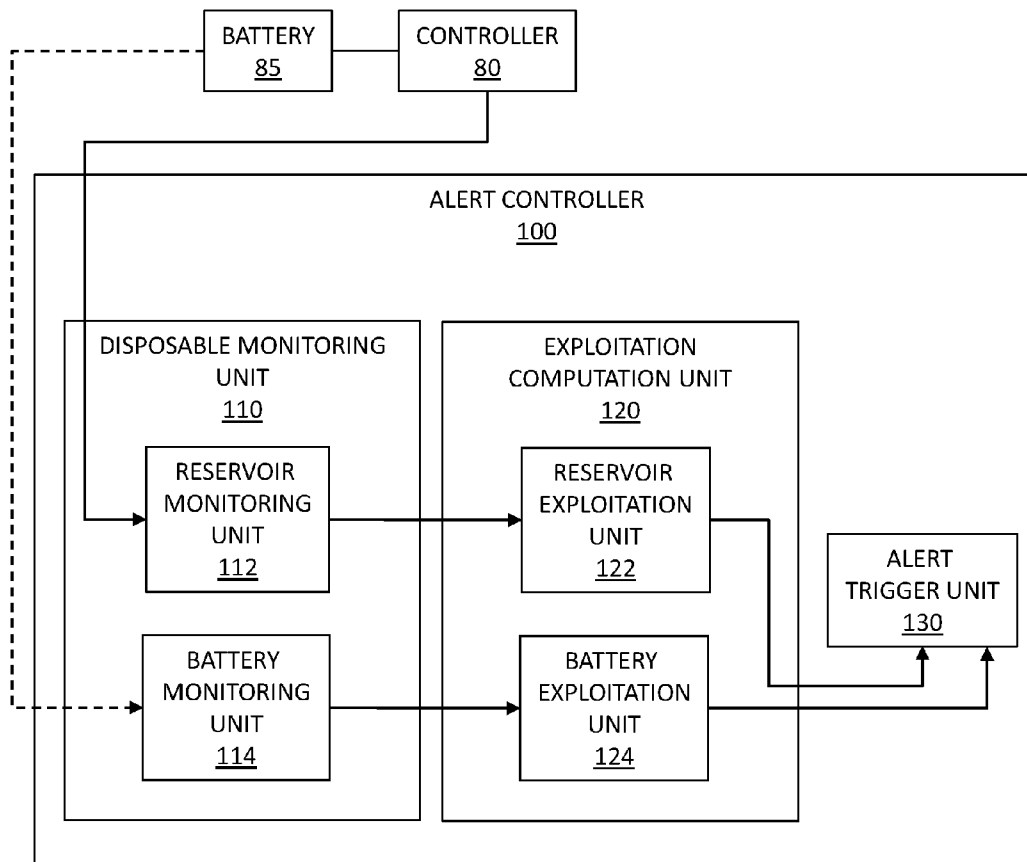 BATTERY
85
CONTROLLER
80
ALERT CONTROLLER
100
DISPOSABLE MONITORING
UNIT
110
EXPLOITATION
COMPUTATION UNIT
120
RESERVOIR
MONITORING
UNIT
112
RESERVOIR
EXPLOITATION
UNIT
122
ALERT
TRIGGER UNIT
130
BATTERY
MONITORING
UNIT
114
BATTERY
EXPLOITATION
UNIT
124